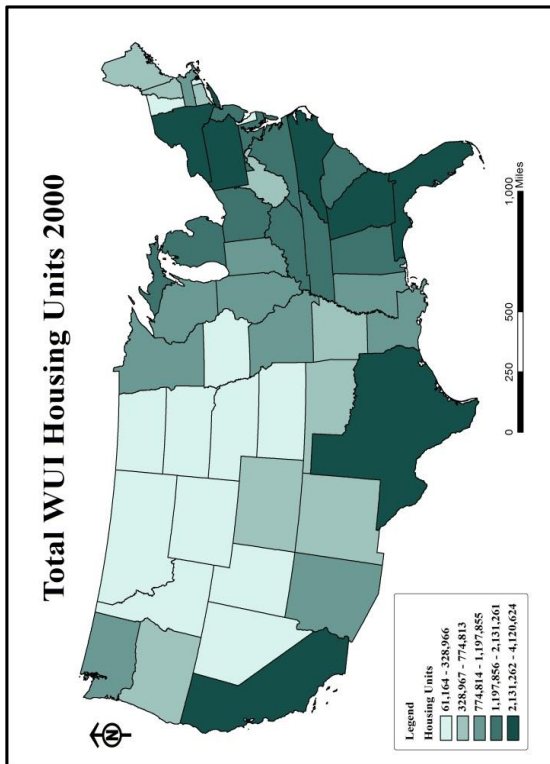 Total WUI Housing Units 2000
N
Legend
Housing Units
61,164 - 328,966
328,967 - 774,813
774,814 - 1,197,855
1,197,856 - 2,131,261
2,131,262 - 4,120,624
0 250 500 1,000
Miles